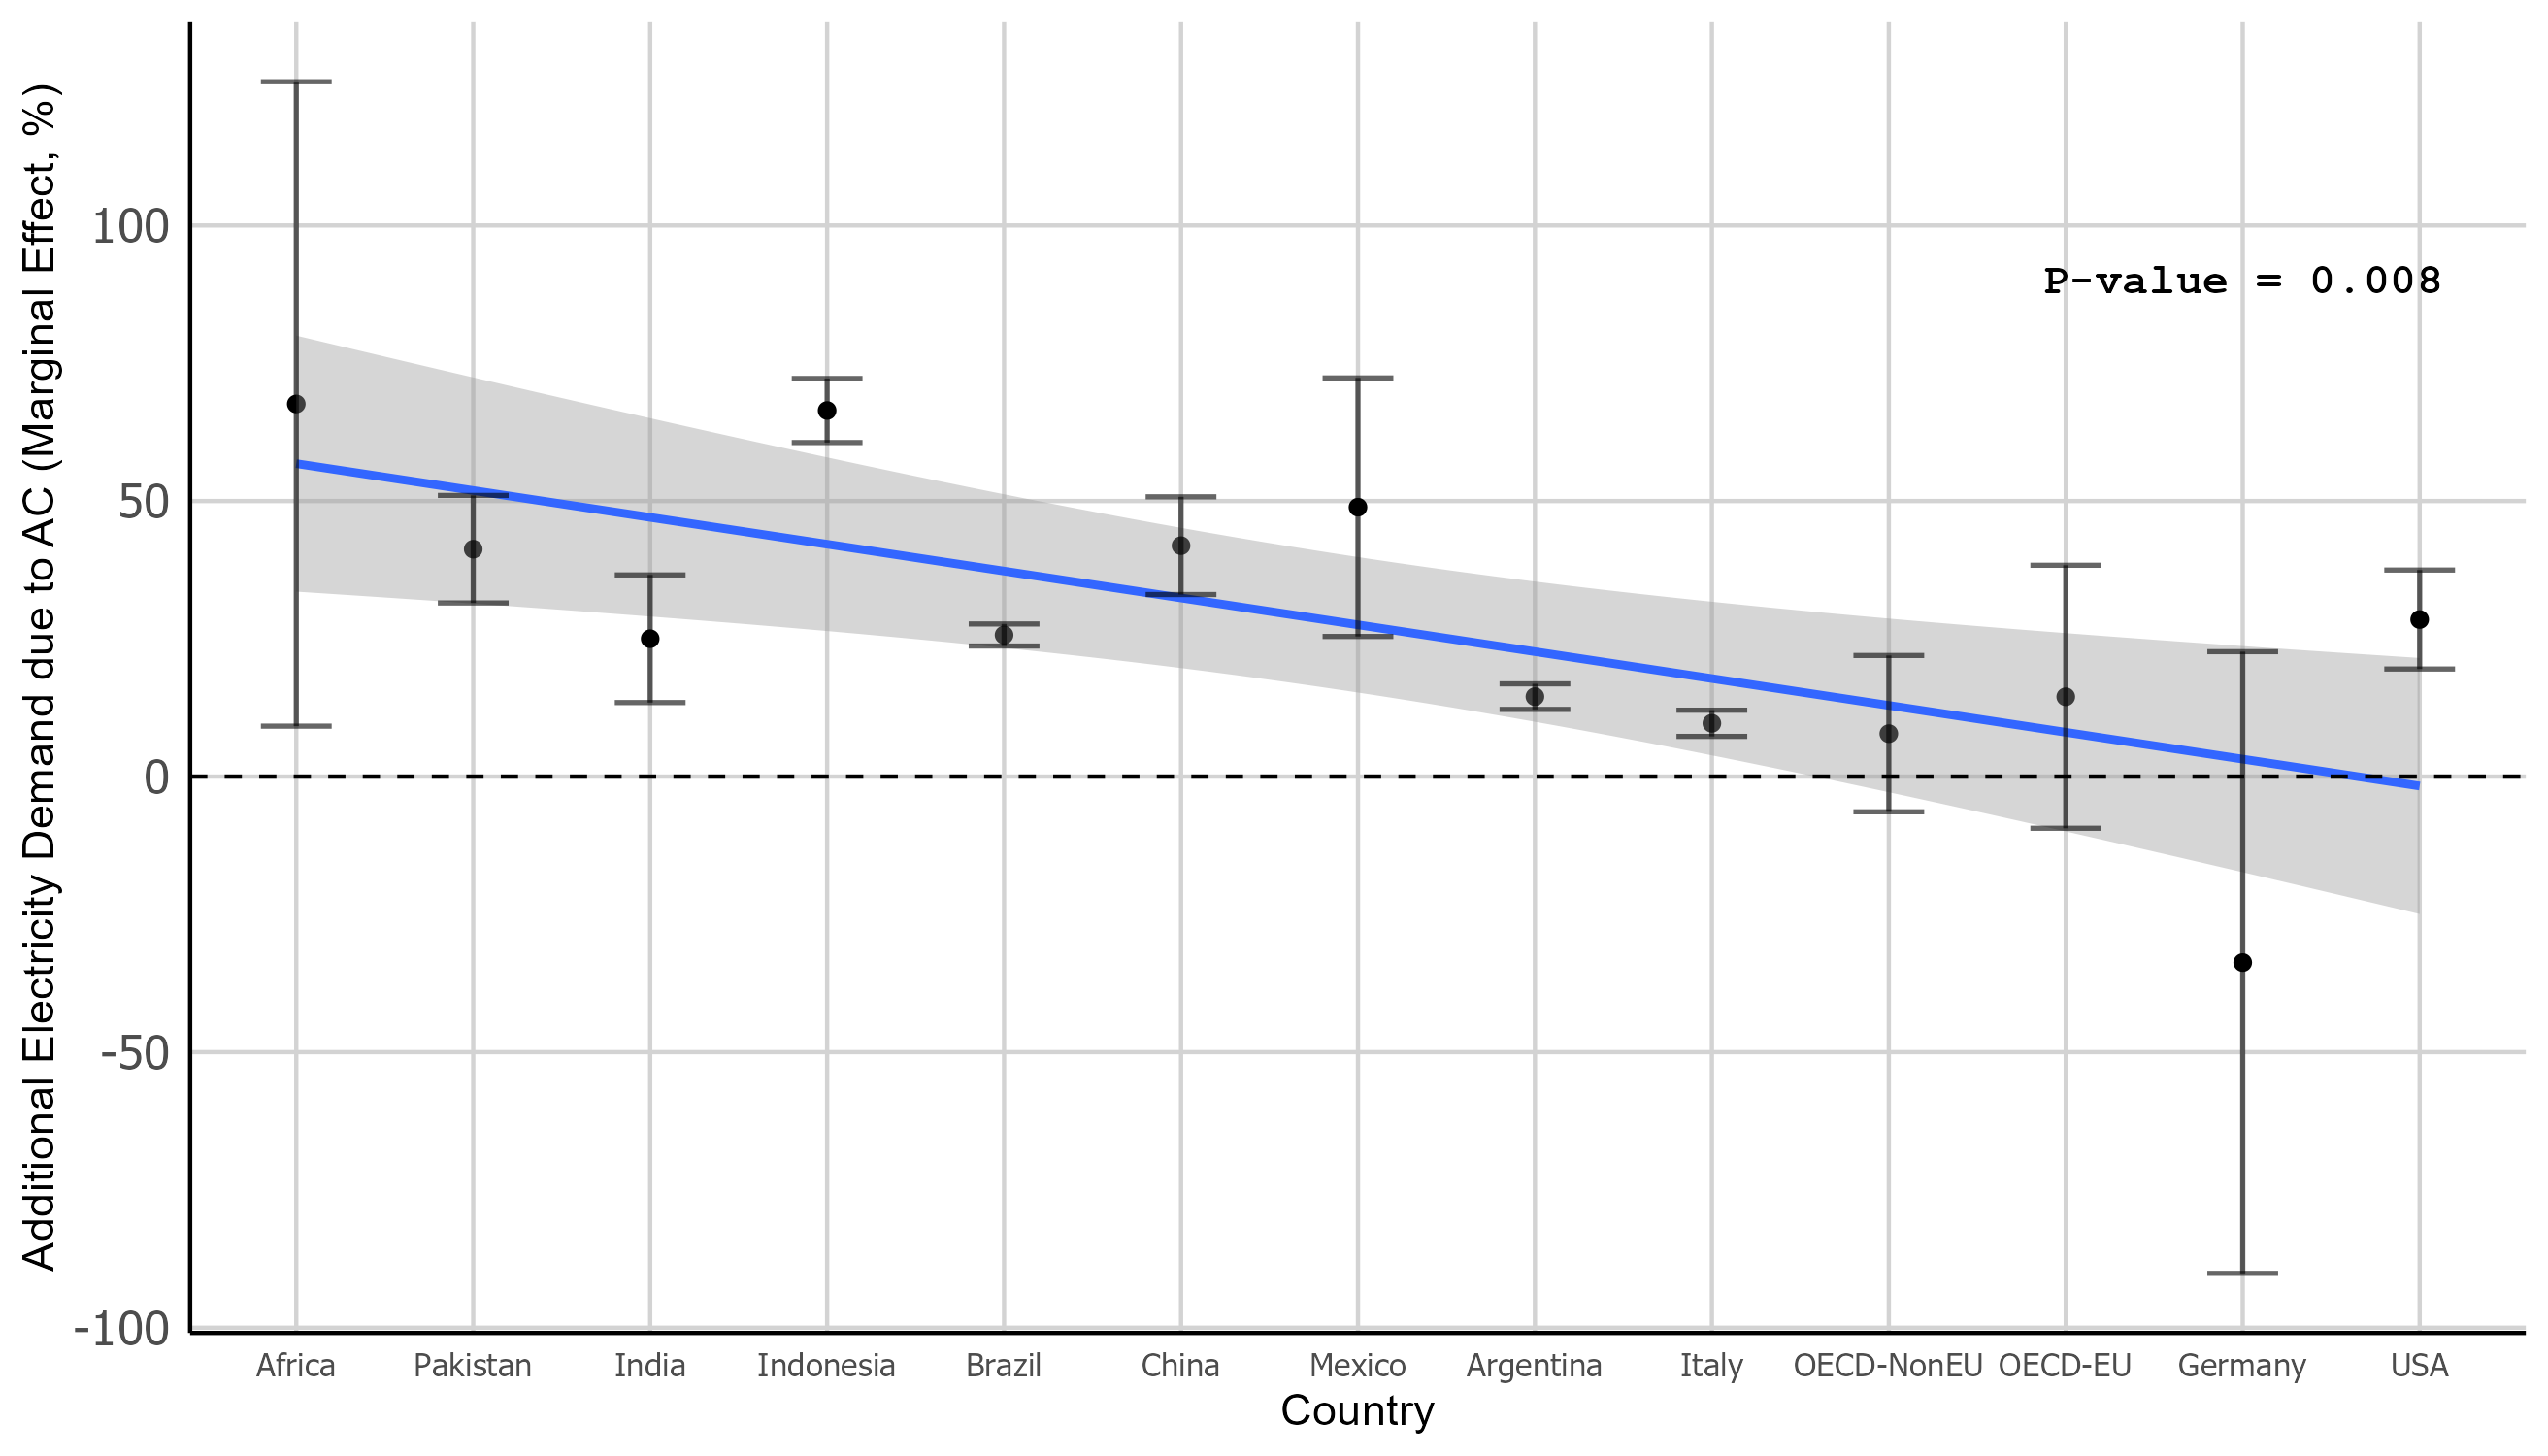 Additional Electricity Demand due to AC (Marginal Effect, %)
100
50
0
-50
-100
P-value = 0.008
Africa Pakistan India Indonesia Brazil China Mexico Argentina Italy OECD-NonEU OECD-EU Germany USA
Country